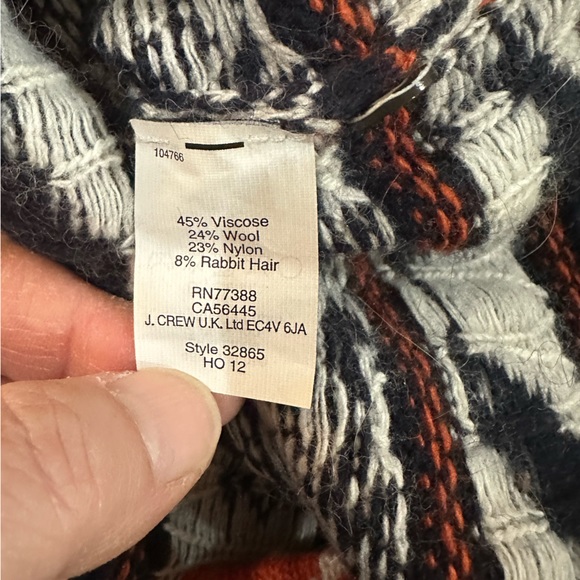 104766
45% Viscose
24% Wool
23% Nylon
8% Rabbit Hair
RN77388
CA56445
J. CREW U.K. Ltd EC4V 6JA
Style 32865
HO 12